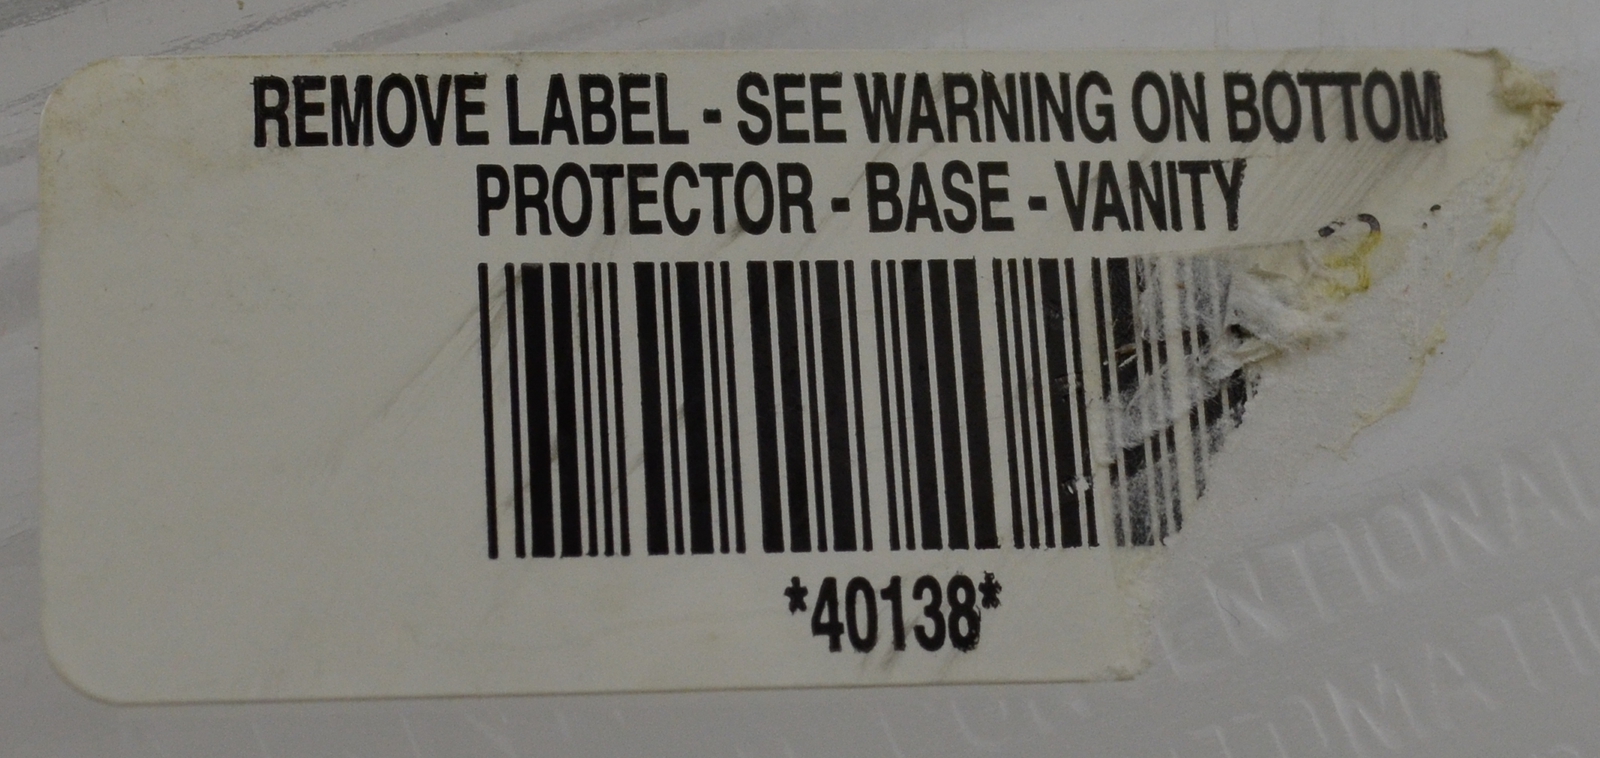 REMOVE LABEL - SEE WARNING ON BOTTOM
PROTECTOR - BASE - VANITY
*40138*